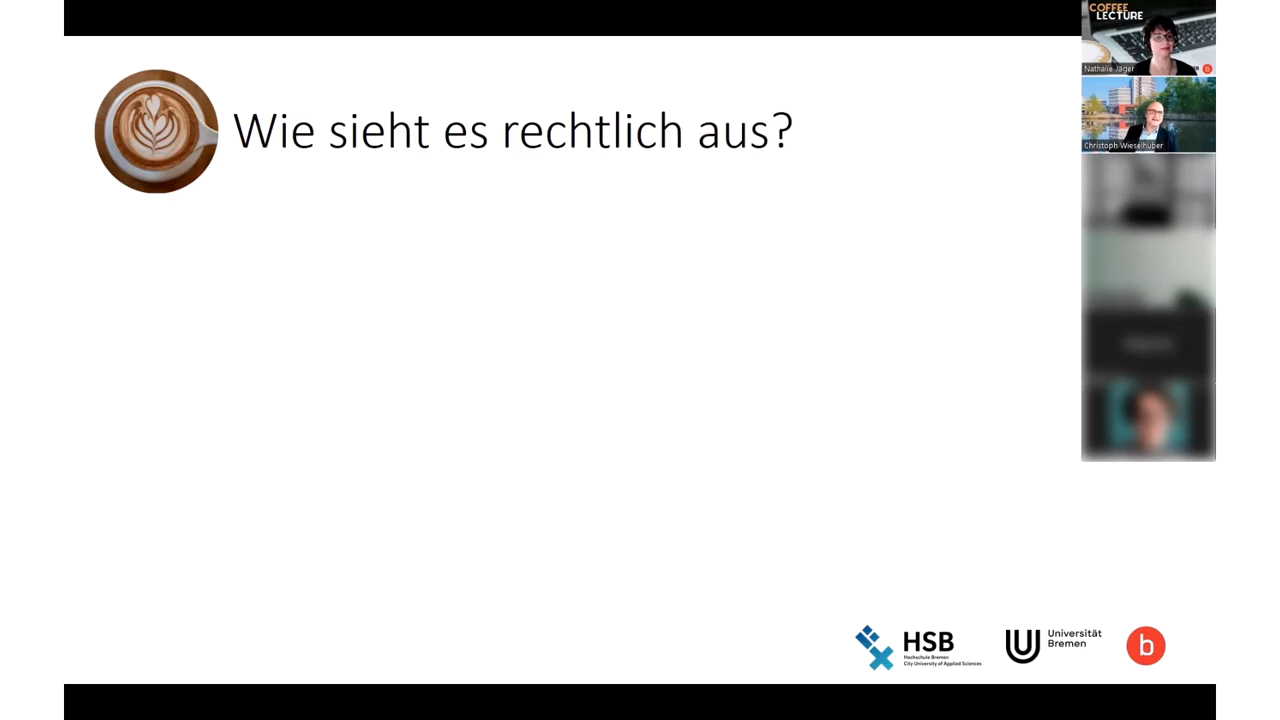 COFFEE
LECTURE
Nathalie Jäger
b
Christoph Wieselhuber
Wie sieht es rechtlich aus?
HSB
Hochschule Bremen
City University of Applied Sciences
Universität
Bremen
b